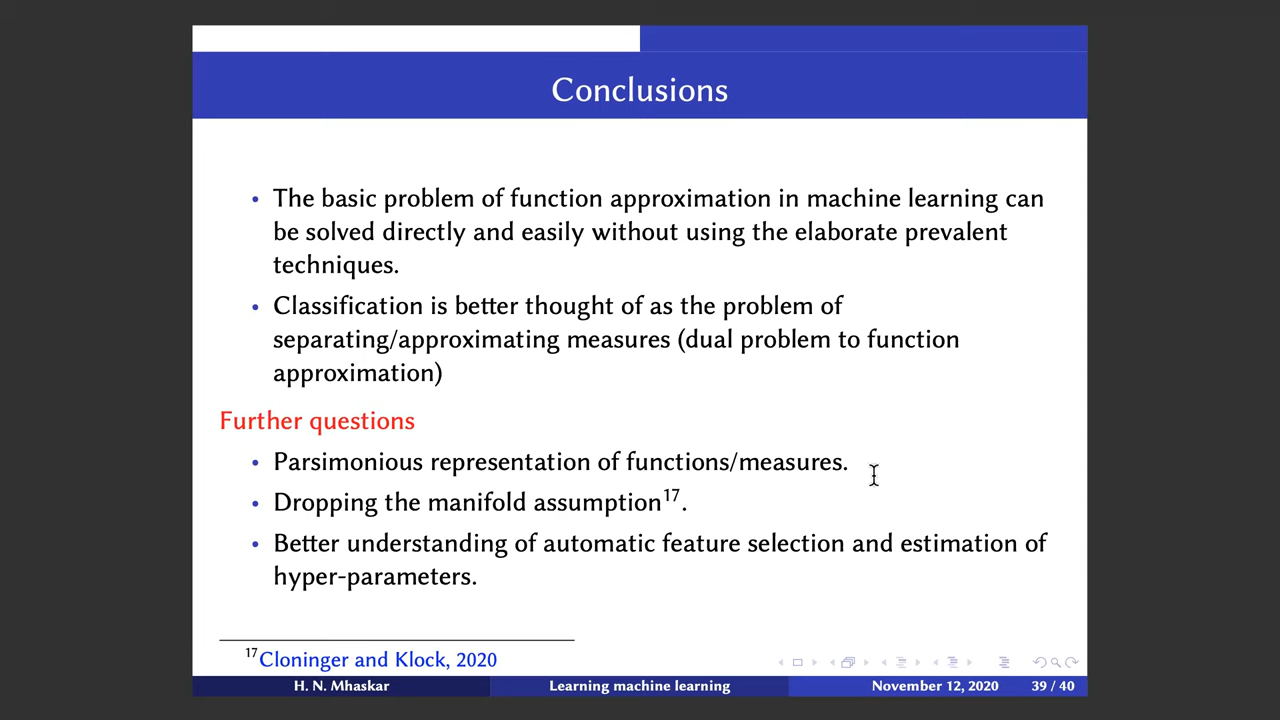 Conclusions
• The basic problem of function approximation in machine learning can
be solved directly and easily without using the elaborate prevalent
techniques.
• Classification is better thought of as the problem of
separating/approximating measures (dual problem to function
approximation)
Further questions
• Parsimonious representation of functions/measures.
• Dropping the manifold assumption¹⁷.
• Better understanding of automatic feature selection and estimation of
hyper-parameters.
¹⁷Cloninger and Klock, 2020
H. N. Mhaskar Learning machine learning November 12, 2020 39 / 40